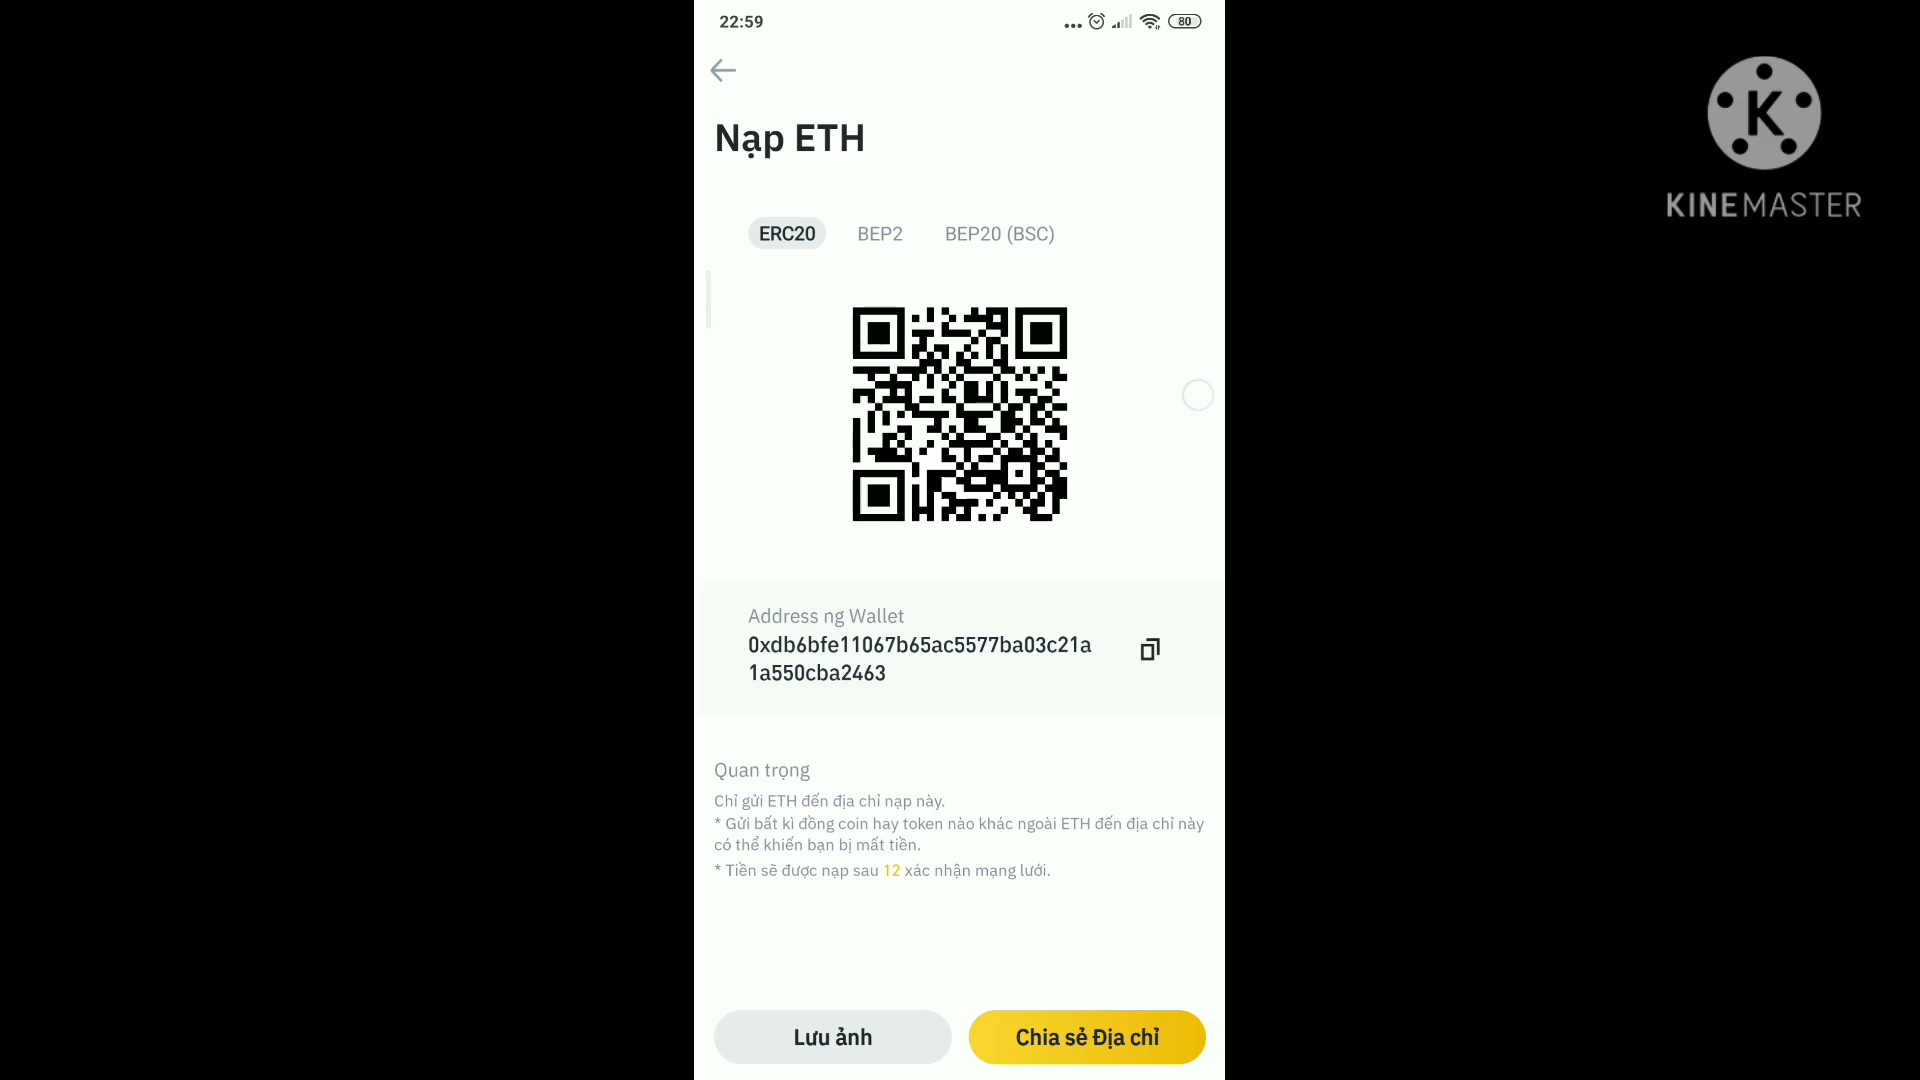 22:59
80
Nạp ETH
K
KINEMASTER
ERC20 BEP2 BEP20 (BSC)
Address ng Wallet
0xdb6bfe11067b65ac5577ba03c21a
1a550cba2463
Quan trọng
Chỉ gửi ETH đến địa chỉ nạp này.
* Gửi bất kì đồng coin hay token nào khác ngoài ETH đến địa chỉ này
có thể khiến bạn bị mất tiền.
* Tiền sẽ được nạp sau 12 xác nhận mạng lưới.
Lưu ảnh
Chia sẻ Địa chỉ